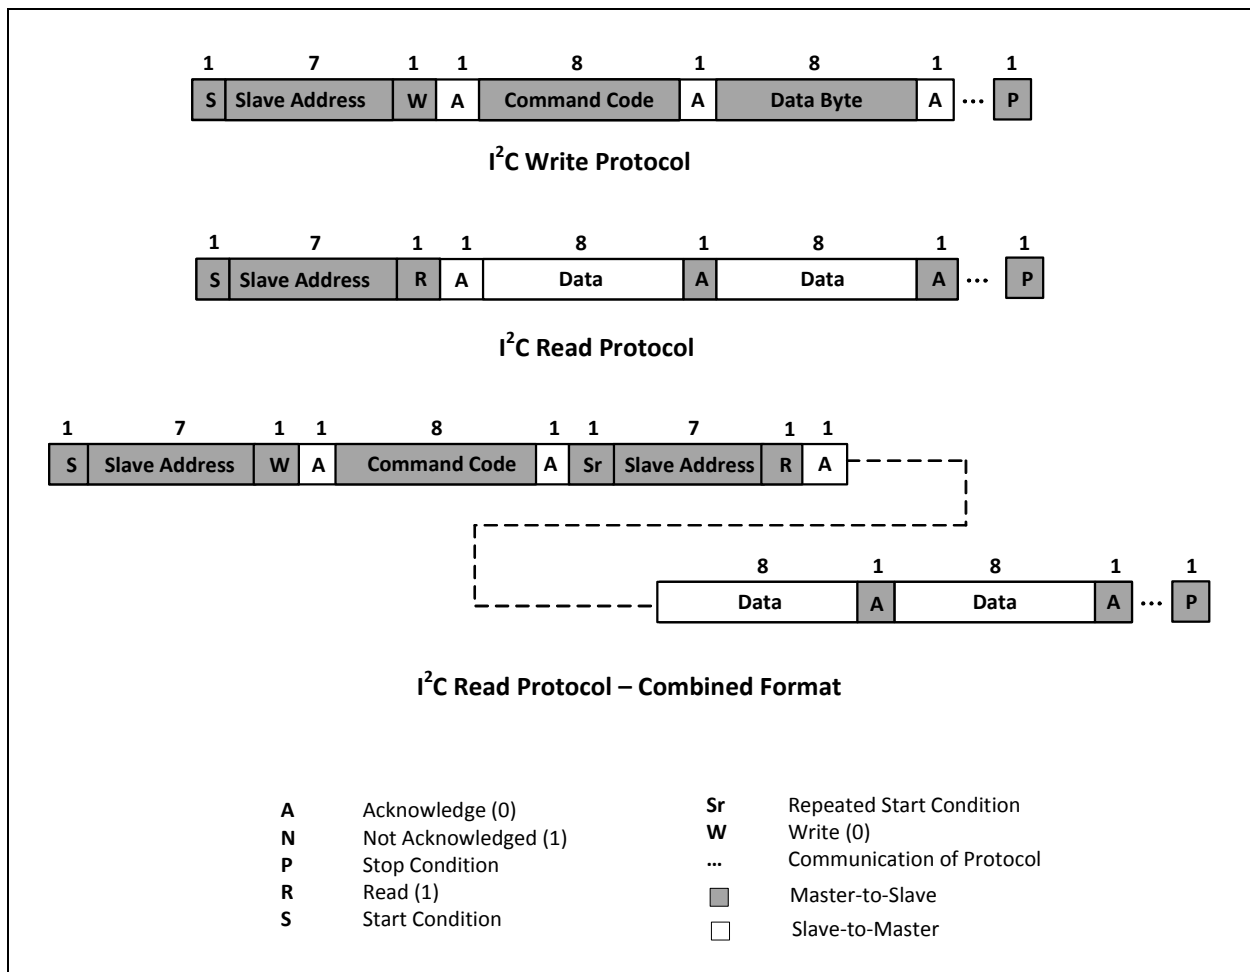 1 7 1 1 8 1 8 1 1
S Slave Address W A Command Code A Data Byte A ... P
I²C Write Protocol
1 7 1 1 8 1 8 1 1
S Slave Address R A Data A Data A ... P
I²C Read Protocol
1 7 1 1 8 1 1 7 1 1
S Slave Address W A Command Code A Sr Slave Address R A
8 1 8 1 1
Data A Data A ... P
I²C Read Protocol – Combined Format
A Acknowledge (0)
N Not Acknowledged (1)
P Stop Condition
R Read (1)
S Start Condition
Sr Repeated Start Condition
W Write (0)
... Communication of Protocol
Master-to-Slave
Slave-to-Master